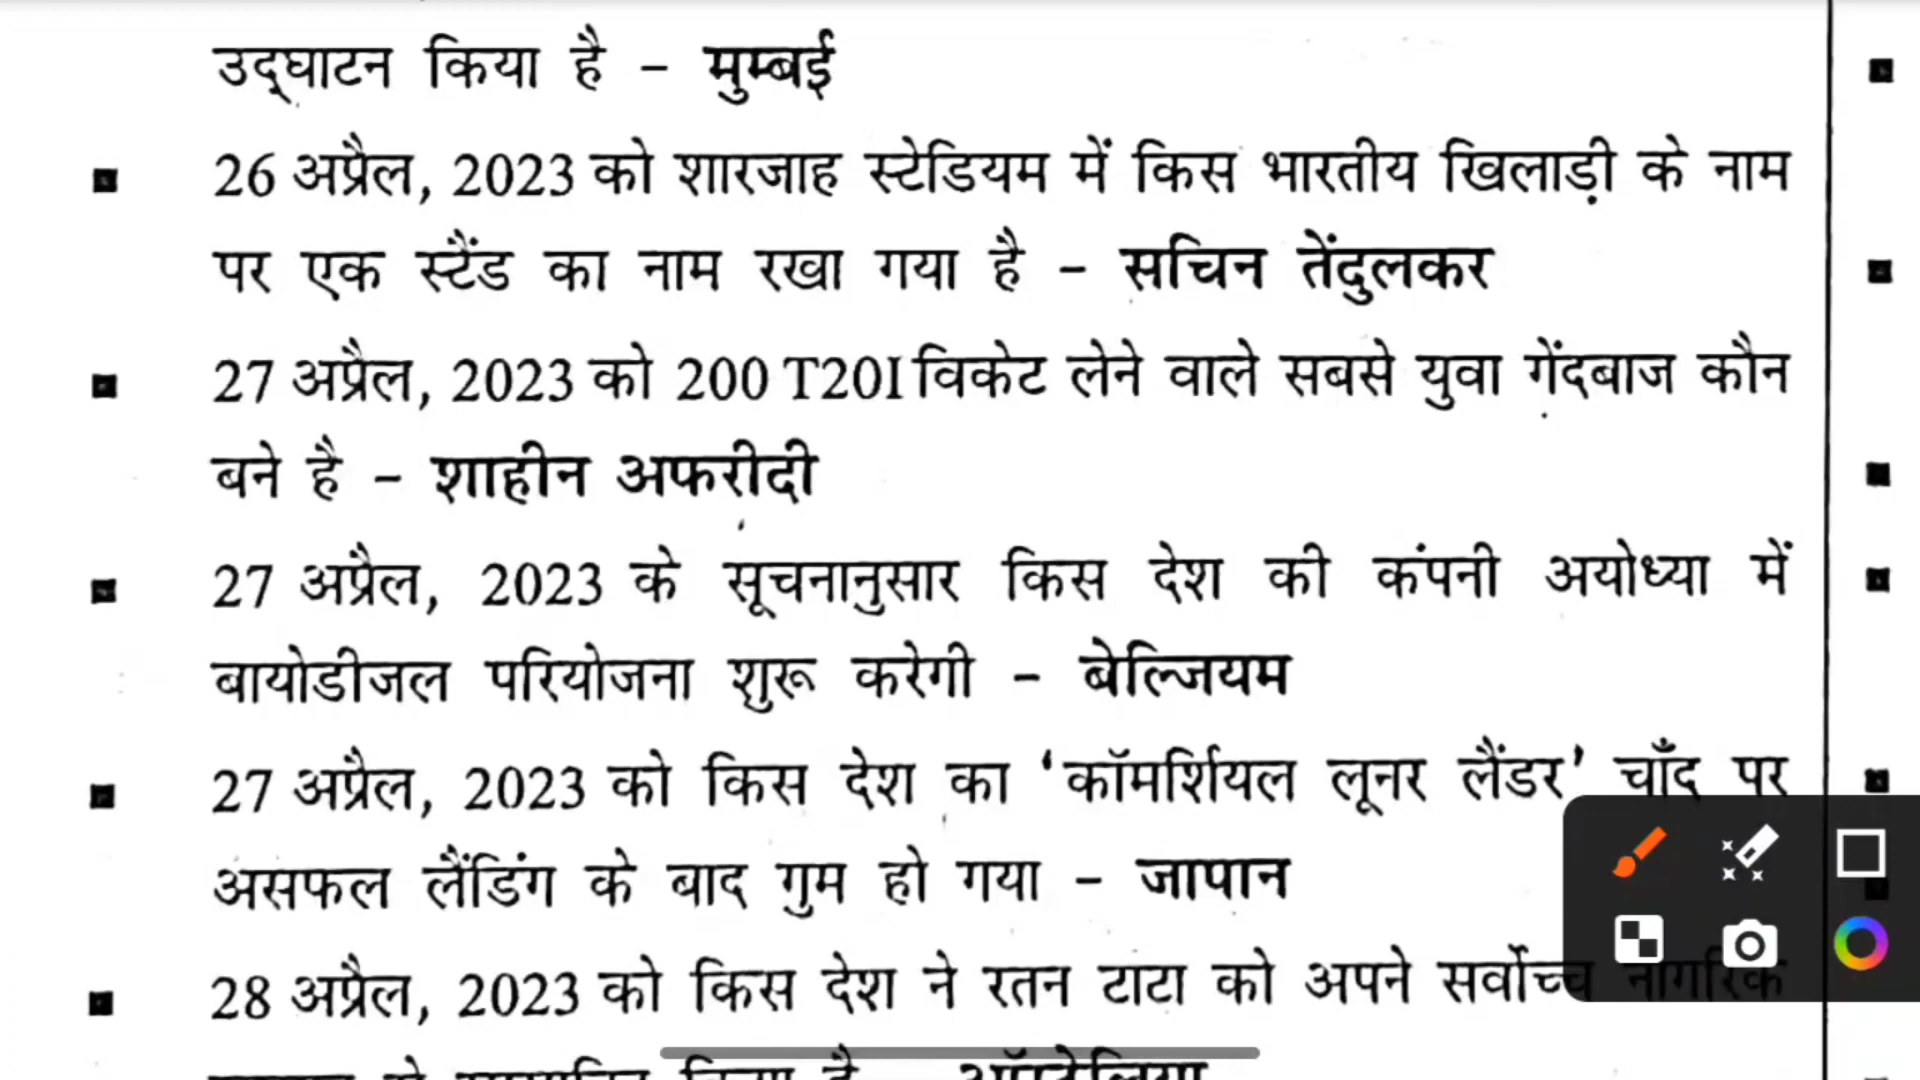 उद्घाटन किया है – मुम्बई
■ 26 अप्रैल, 2023 को शारजाह स्टेडियम में किस भारतीय खिलाड़ी के नाम
पर एक स्टैंड का नाम रखा गया है – सचिन तेंदुलकर
■ 27 अप्रैल, 2023 को 200 T20I विकेट लेने वाले सबसे युवा गेंदबाज कौन
बने है – शाहीन अफरीदी
■ 27 अप्रैल, 2023 के सूचनानुसार किस देश की कंपनी अयोध्या में
बायोडीजल परियोजना शुरू करेगी – बेल्जियम
■ 27 अप्रैल, 2023 को किस देश का ‘कॉमर्शियल लूनर लैंडर’ चाँद पर
असफल लैंडिंग के बाद गुम हो गया – जापान
■ 28 अप्रैल, 2023 को किस देश ने रतन टाटा को अपने सर्वोच्च नागरिक